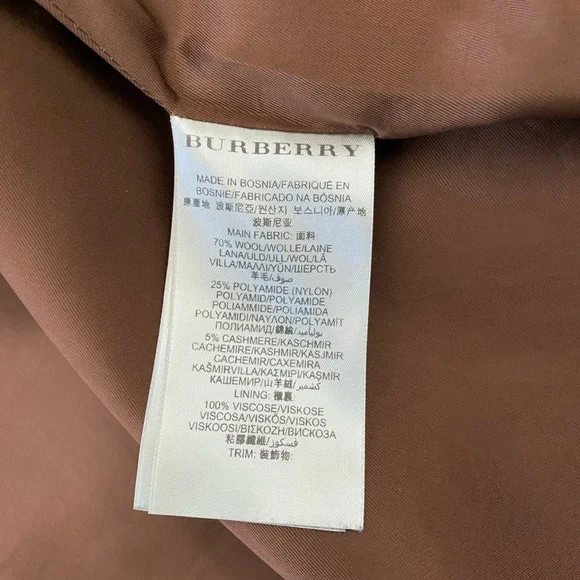 BURBERRY
MADE IN BOSNIA/FABRIQUÉ EN
BOSNIE/FABRICADO NA BÓSNIA
原產地 波斯尼亞/원산지 보스니아/原产地
波斯尼亚
MAIN FABRIC: 面料:
70% WOOL/WOLLE/LAINE
LANA/ULD/ULL/WOL/LÃ
VILLA/ΜΑΛΛΙ/YÜN/ШЕРСТЬ
羊毛/صوف
25% POLYAMIDE (NYLON)
POLYAMID/POLYAMIDE
POLIAMMIDE/POLIAMIDA
POLYAMIDI/ΝΑΥΛΟΝ/POLYAMİT
ПОЛИАМИД/錦綸/بوليأميد
5% CASHMERE/KASCHMIR
CACHEMIRE/KASHMIR/KASJMIR
CACHEMIR/CAXEMIRA
KAŠMIRVILLA/ΚΑΣΜΙΡΙ/KAŞMİR
КАШЕМИР/山羊絨/كشمير
LINING: 襯裏:
100% VISCOSE/VISKOSE
VISCOSA/VISKÓS/VISKOS
VISKOOSI/ΒΙΣΚΟΖΗ/ВИСКОЗА
粘膠纖維/فسكوز
TRIM: 裝飾物: